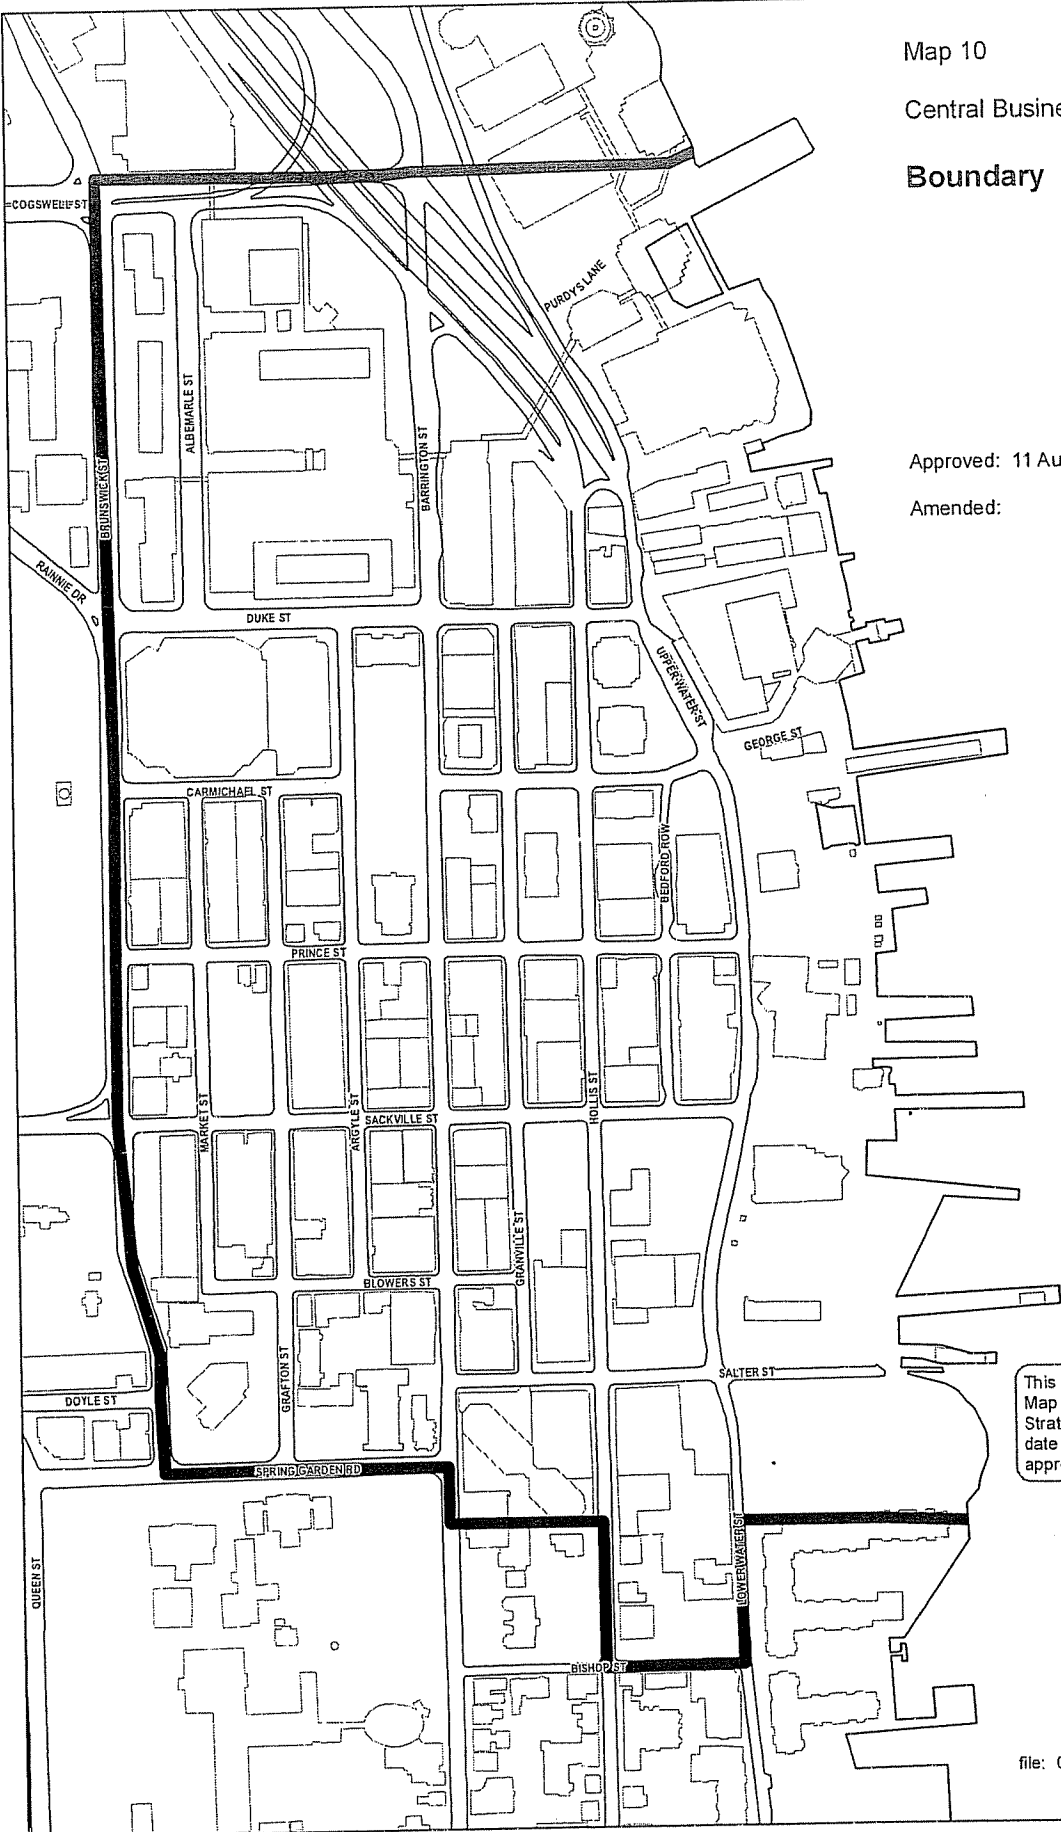 Map 10
Central Busine
Boundary
COGSWELL ST
PURDYS LANE
ALBEMARLE ST
BARRINGTON ST
BRUNSWICK ST
Approved: 11 Au
Amended:
RAINNIE DR
DUKE ST
UPPER WATER ST
GEORGE ST
CARMICHAEL ST
BEDFORD ROW
PRINCE ST
MARKET ST
ARGYLE ST
HOLLIS ST
SACKVILLE ST
GRANVILLE ST
BLOWERS ST
GRAFTON ST
SALTER ST
DOYLE ST
This
Map
Strat
date
appr
SPRING GARDEN RD
LOWER WATER ST
QUEEN ST
BISHOP ST
file: